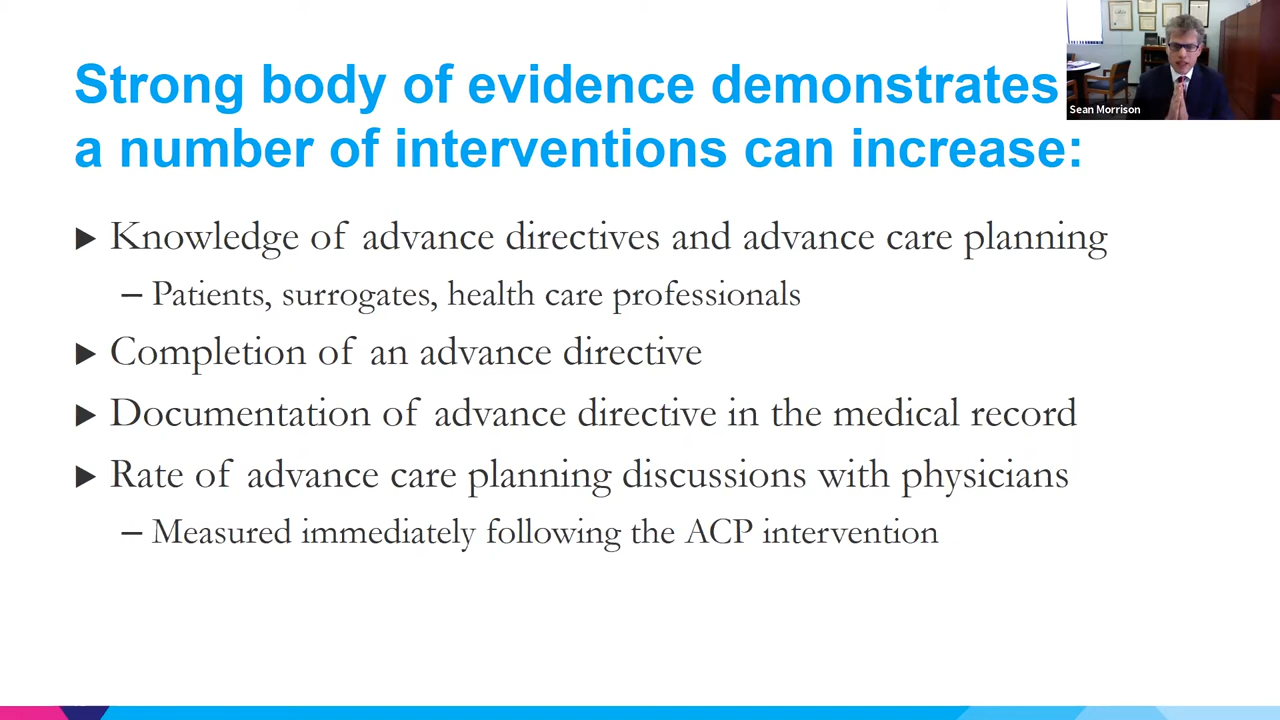 Strong body of evidence demonstrates
a number of interventions can increase:
Sean Morrison
▶ Knowledge of advance directives and advance care planning
– Patients, surrogates, health care professionals
▶ Completion of an advance directive
▶ Documentation of advance directive in the medical record
▶ Rate of advance care planning discussions with physicians
– Measured immediately following the ACP intervention